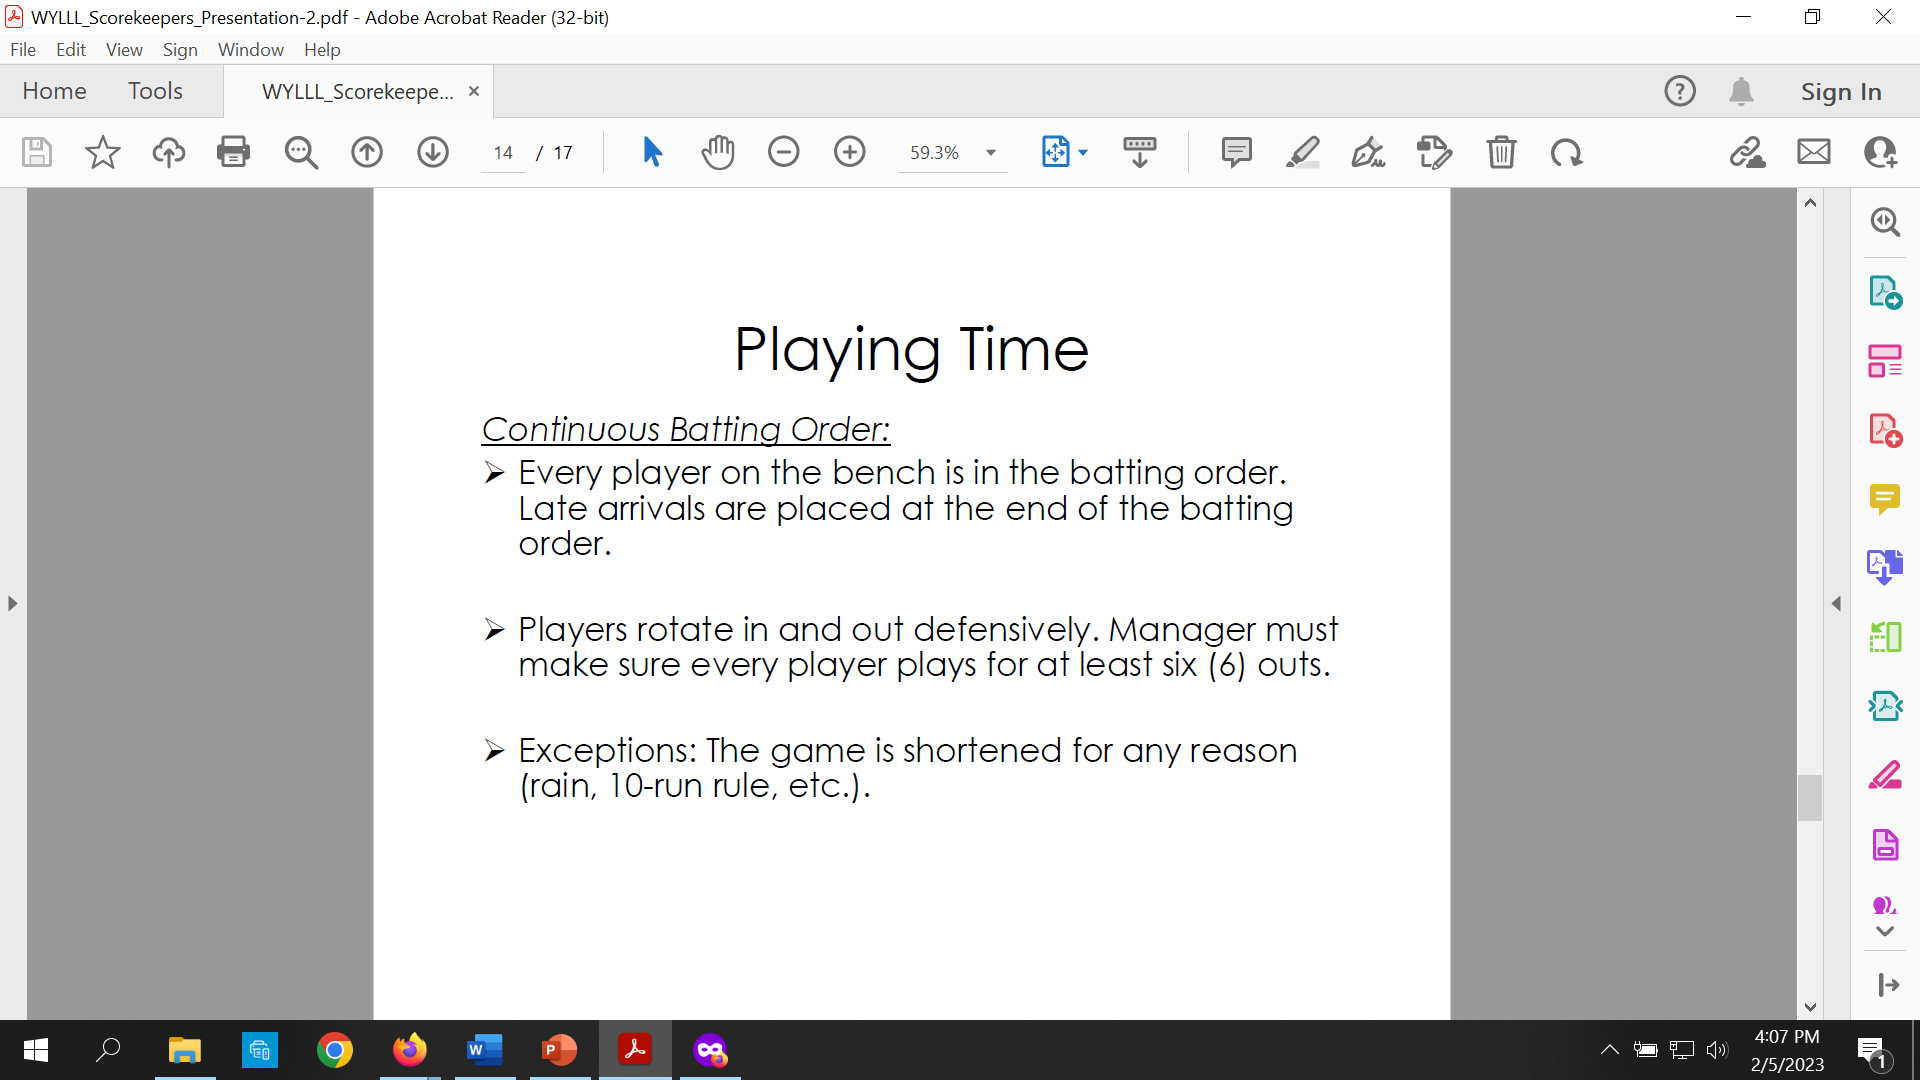 WYLLL_Scorekeepers_Presentation-2.pdf - Adobe Acrobat Reader (32-bit)
File Edit View Sign Window Help
Home Tools WYLLL_Scorekeepe... × Sign In
14 / 17 59.3%
Playing Time
Continuous Batting Order:
➢ Every player on the bench is in the batting order.
Late arrivals are placed at the end of the batting
order.
➢ Players rotate in and out defensively. Manager must
make sure every player plays for at least six (6) outs.
➢ Exceptions: The game is shortened for any reason
(rain, 10-run rule, etc.).
4:07 PM
2/5/2023
1